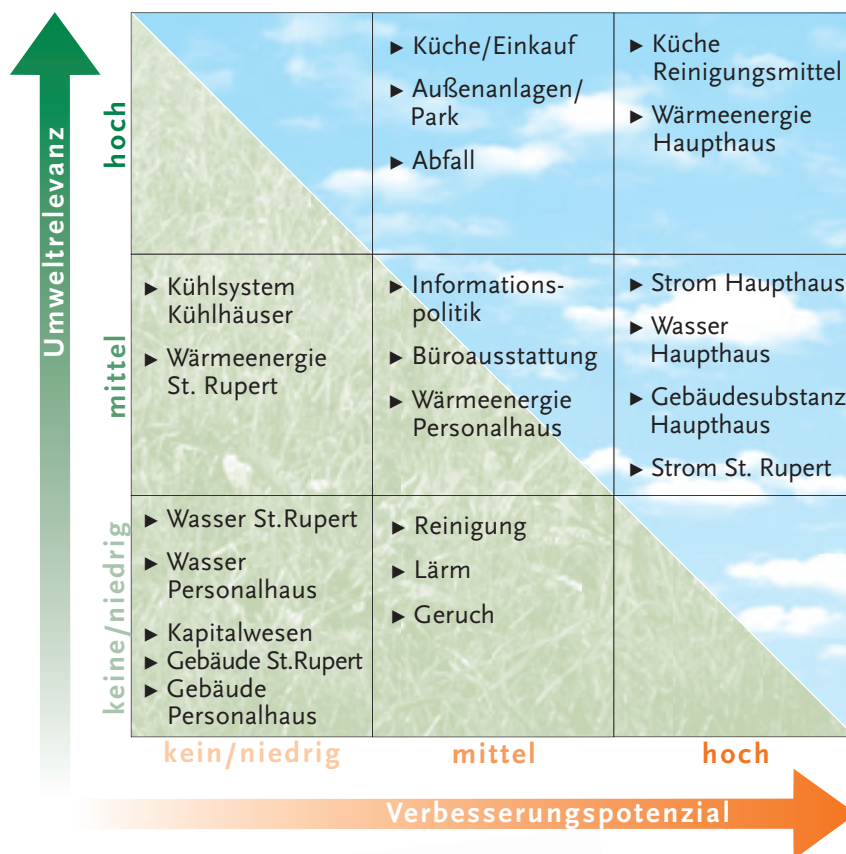 Umweltrelevanz
hoch
▸ Küche/Einkauf
▸ Außenanlagen/
Park
▸ Abfall
▸ Küche
Reinigungsmittel
▸ Wärmeenergie
Haupthaus
mittel
▸ Kühlsystem
Kühlhäuser
▸ Wärmeenergie
St. Rupert
▸ Informations-
politik
▸ Büroausstattung
▸ Wärmeenergie
Personalhaus
▸ Strom Haupthaus
▸ Wasser
Haupthaus
▸ Gebäudesubstanz
Haupthaus
▸ Strom St. Rupert
keine/niedrig
▸ Wasser St.Rupert
▸ Wasser
Personalhaus
▸ Kapitalwesen
▸ Gebäude St.Rupert
▸ Gebäude
Personalhaus
▸ Reinigung
▸ Lärm
▸ Geruch
kein/niedrig
mittel
hoch
Verbesserungspotenzial